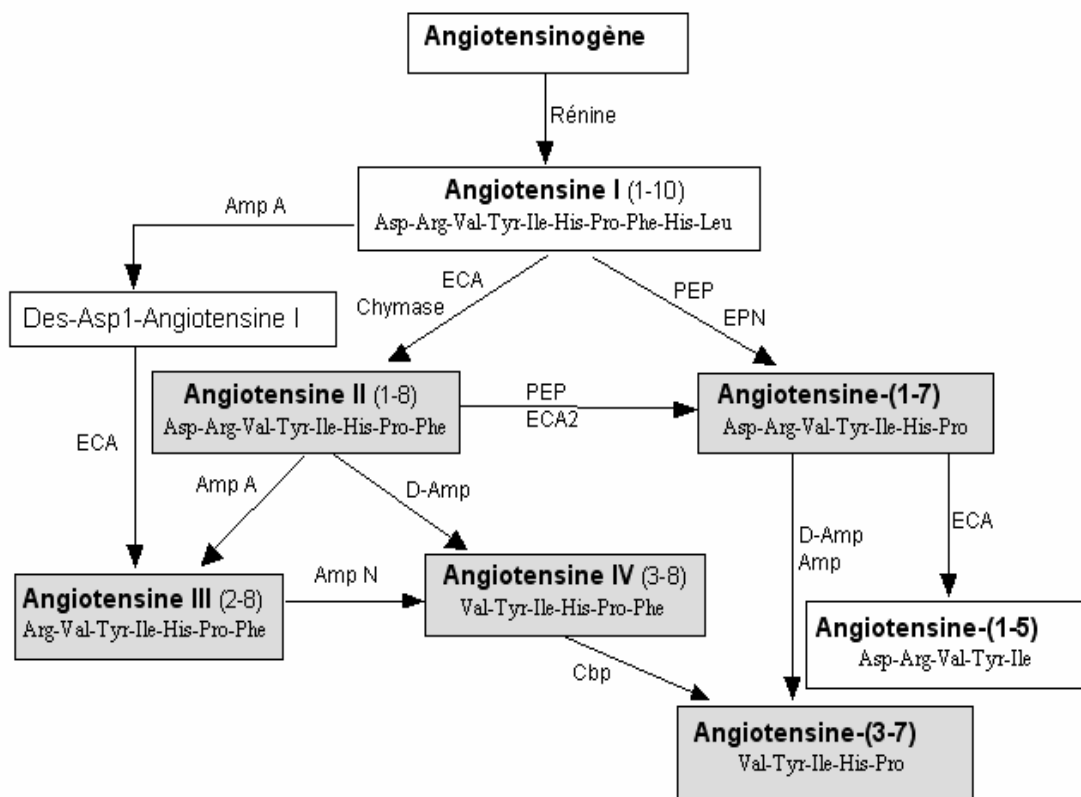 Angiotensinogène
Rénine
Angiotensine I (1-10)
Asp-Arg-Val-Tyr-Ile-His-Pro-Phe-His-Leu
Amp A
ECA
Chymase
PEP
EPN
Des-Asp1-Angiotensine I
Angiotensine II (1-8)
Asp-Arg-Val-Tyr-Ile-His-Pro-Phe
PEP
ECA2
Angiotensine-(1-7)
Asp-Arg-Val-Tyr-Ile-His-Pro
ECA
Amp A
D-Amp
D-Amp
Amp
ECA
Angiotensine III (2-8)
Arg-Val-Tyr-Ile-His-Pro-Phe
Amp N
Angiotensine IV (3-8)
Val-Tyr-Ile-His-Pro-Phe
Angiotensine-(1-5)
Asp-Arg-Val-Tyr-Ile
Cbp
Angiotensine-(3-7)
Val-Tyr-Ile-His-Pro